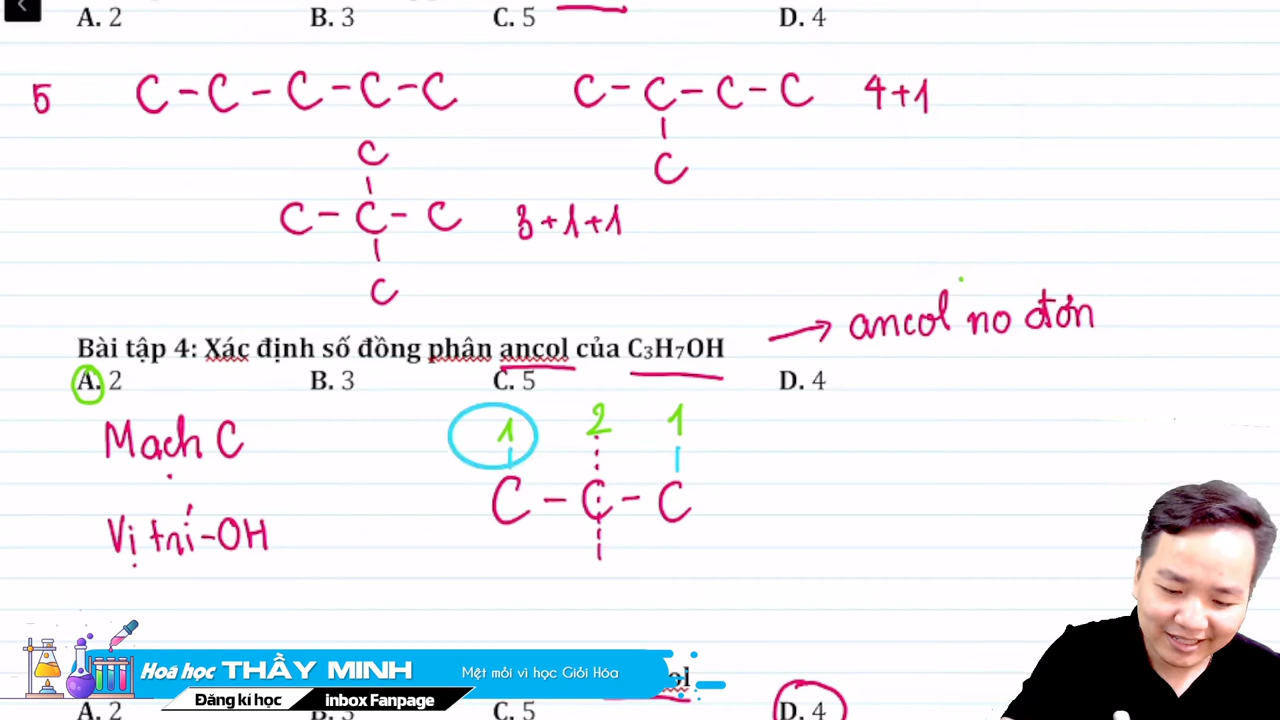 A. 2 B. 3 C. 5 D. 4
5 C - C - C - C - C C - C - C - C 4+1
C
C
C - C - C 3+1+1
C
→ ancol no đơn
Bài tập 4: Xác định số đồng phân ancol của C₃H₇OH
A. 2 B. 3 C. 5 D. 4
1 2 1
Mạch C
C - C - C
Vị trí -OH
Hoá học THẦY MINH Mệt mỏi vì học Giỏi Hóa
Đăng kí học inbox Fanpage
A. 2 B. 3 C. 5 D. 4